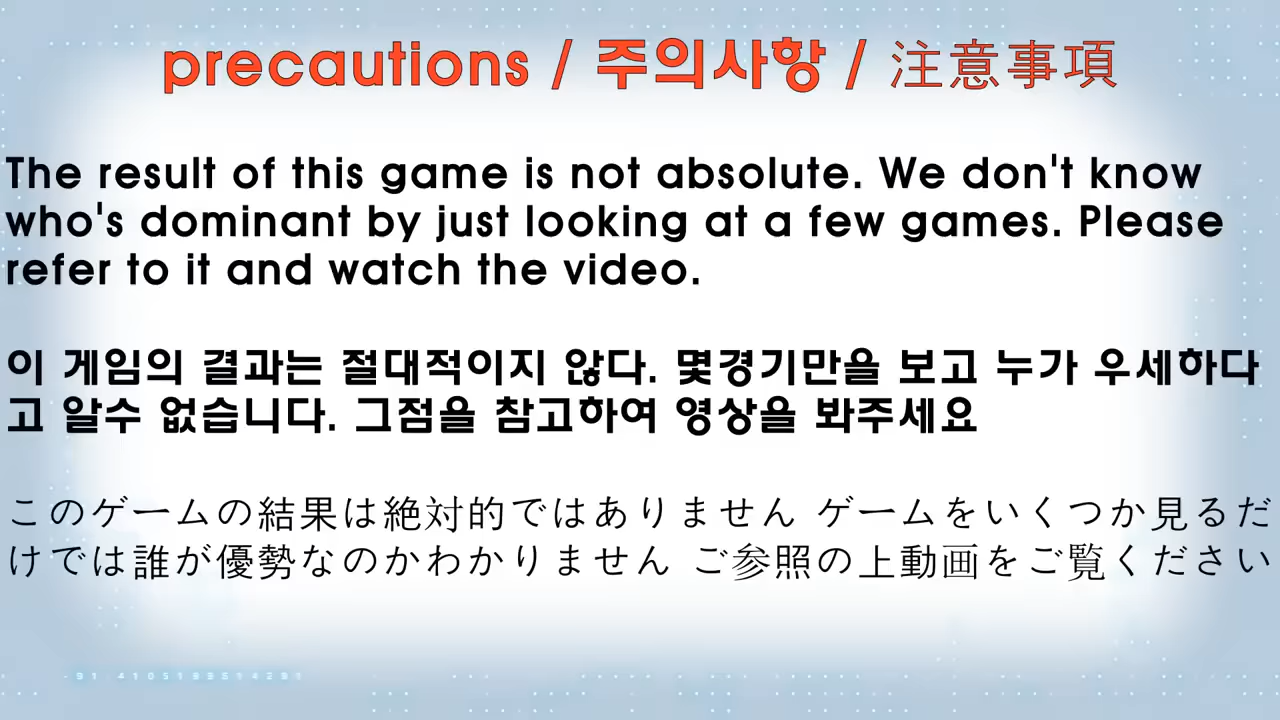 precautions / 주의사항 / 注意事項
The result of this game is not absolute. We don't know
who's dominant by just looking at a few games. Please
refer to it and watch the video.
이 게임의 결과는 절대적이지 않다. 몇경기만을 보고 누가 우세하다
고 알수 없습니다. 그점을 참고하여 영상을 봐주세요
このゲームの結果は絶対的ではありません ゲームをいくつか見るだ
けでは誰が優勢なのかわかりません ご参照の上動画をご覧ください